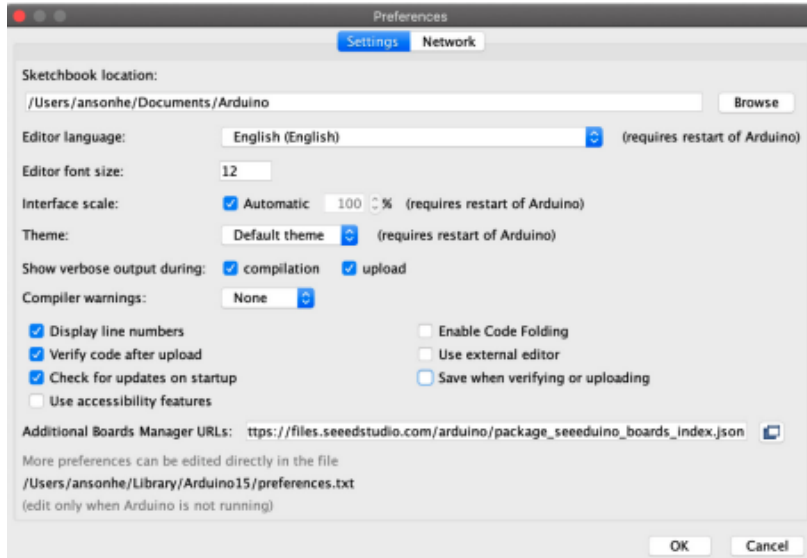 Preferences
Settings Network
Sketchbook location:
/Users/ansonhe/Documents/Arduino Browse
Editor language: English (English) (requires restart of Arduino)
Editor font size: 12
Interface scale: Automatic 100 % (requires restart of Arduino)
Theme: Default theme (requires restart of Arduino)
Show verbose output during: compilation upload
Compiler warnings: None
Display line numbers Enable Code Folding
Verify code after upload Use external editor
Check for updates on startup Save when verifying or uploading
Use accessibility features
Additional Boards Manager URLs: ttps://files.seeedstudio.com/arduino/package_seeeduino_boards_index.json
More preferences can be edited directly in the file
/Users/ansonhe/Library/Arduino15/preferences.txt
(edit only when Arduino is not running)
OK Cancel